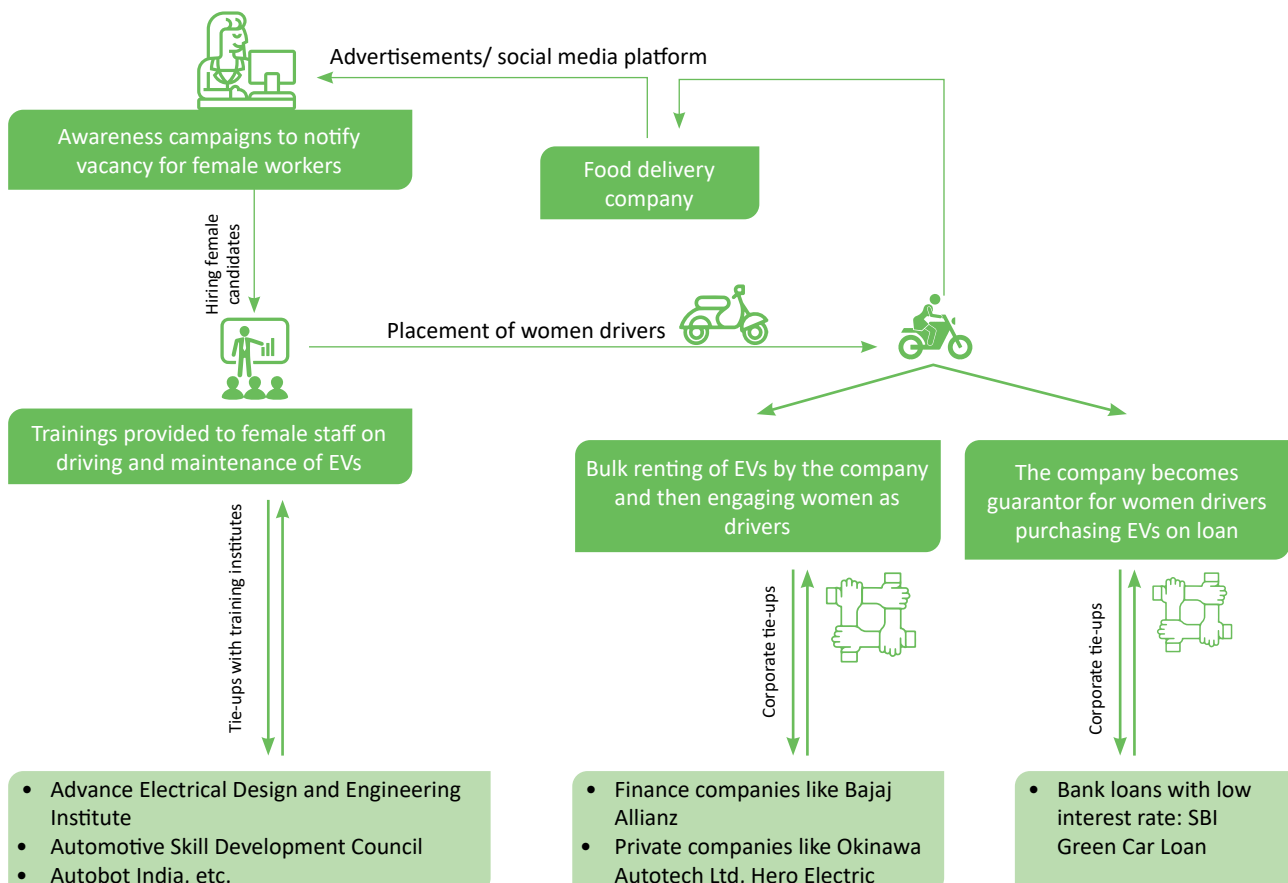 Advertisements/ social media platform
Awareness campaigns to notify
vacancy for female workers
Food delivery
company
Hiring female
candidates
Placement of women drivers
Trainings provided to female staff on
driving and maintenance of EVs
Bulk renting of EVs by the company
and then engaging women as
drivers
The company becomes
guarantor for women drivers
purchasing EVs on loan
Tie-ups with training institutes
Corporate tie-ups
Corporate tie-ups
• Advance Electrical Design and Engineering
Institute
• Automotive Skill Development Council
• Autobot India, etc.
• Finance companies like Bajaj
Allianz
• Private companies like Okinawa
Autotech Ltd, Hero Electric
• Bank loans with low
interest rate: SBI
Green Car Loan